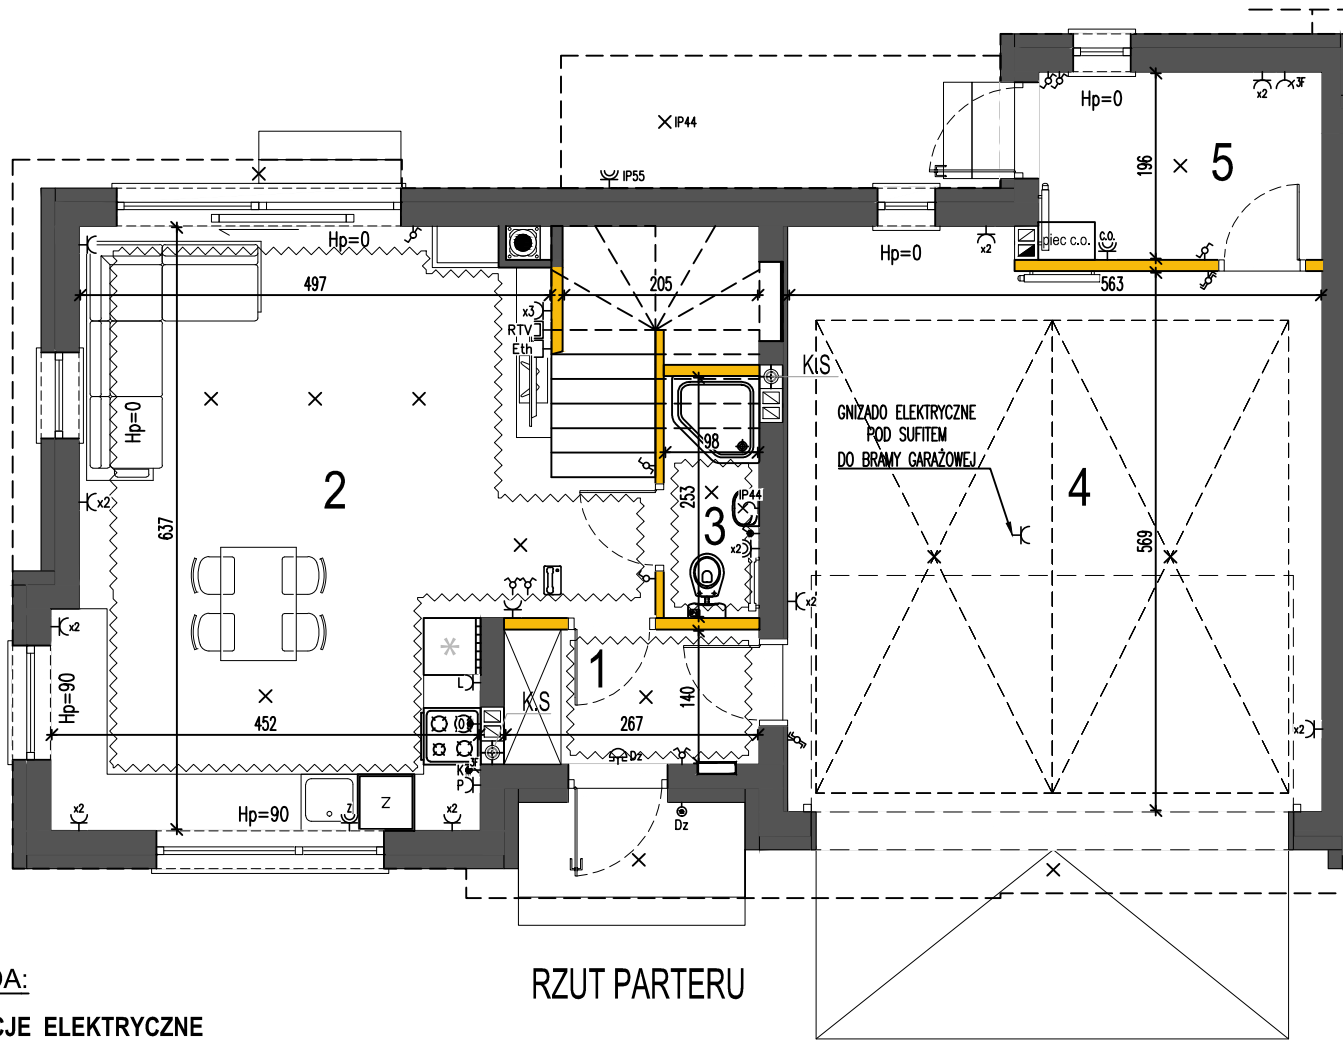 IP44
IP55
Hp=0
x2
3F
196
5
Hp=0
Hp=0
x2
piec c.o.
c.o.
497
205
563
x3
RTV
Eth
K.S
Hp=0
98
GNIZADO ELEKTRYCZNE
POD SUFITEM
DO BRAMY GARAŻOWEJ
2
x2
253
IP44
3
4
637
x2
569
x2
x2
1
L
Hp=90
K.S
140
452
267
x2
Dz
K
3F
P
x2
Hp=90
Z
Z
x2
Dz
RZUT PARTERU
DA:
CJE ELEKTRYCZNE